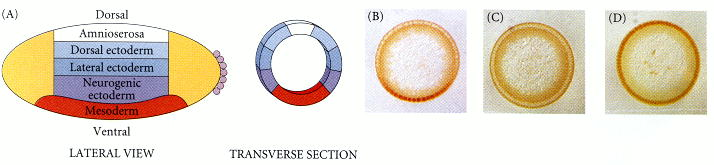 (A)
Dorsal
Amnioserosa
Dorsal ectoderm
Lateral ectoderm
Neurogenic
ectoderm
Mesoderm
Ventral
LATERAL VIEW
TRANSVERSE SECTION
(B)
(C)
(D)